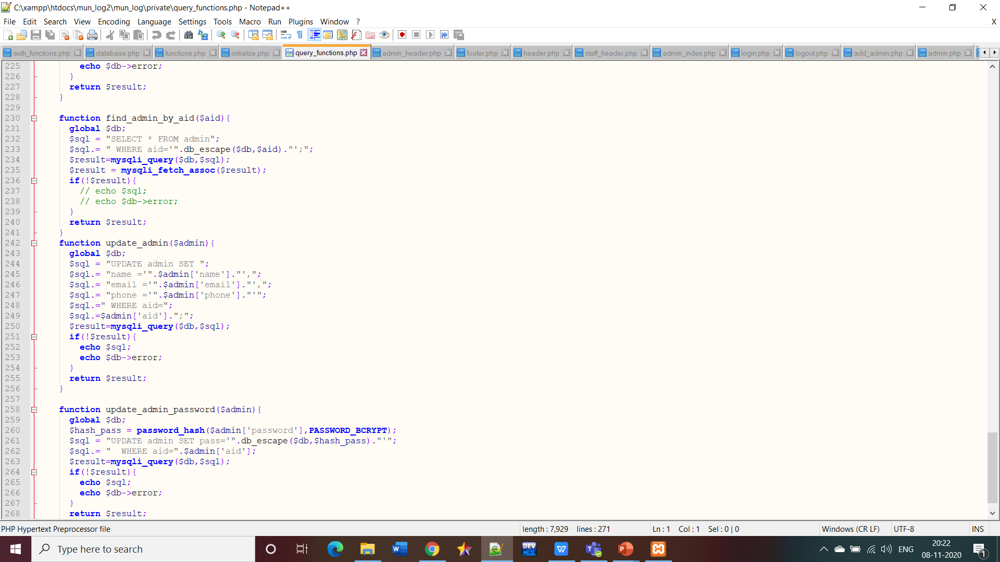 C:\xampp\htdocs\mun_log2\mun_log\private\query_functions.php - Notepad++
File Edit Search View Encoding Language Settings Tools Macro Run Plugins Window ? X
auth_functions.php database.php functions.php initialize.php query_functions.php admin_header.php footer.php header.php staff_header.php admin_index.php login.php logout.php add_admin.php admin.php
225 echo $db->error;
226 }
227 return $result;
228 }
229
230 function find_admin_by_aid($aid){
231 global $db;
232 $sql = "SELECT * FROM admin";
233 $sql.= " WHERE aid='".db_escape($db,$aid)."';";
234 $result=mysqli_query($db,$sql);
235 $result = mysqli_fetch_assoc($result);
236 if(!$result){
237 // echo $sql;
238 // echo $db->error;
239 }
240 return $result;
241 }
242 function update_admin($admin){
243 global $db;
244 $sql = "UPDATE admin SET ";
245 $sql.= "name ='".$admin['name']."',";
246 $sql.= "email ='".$admin['email']."',";
247 $sql.= "phone ='".$admin['phone']."'";
248 $sql.=" WHERE aid=";
249 $sql.=$admin['aid'].";";
250 $result=mysqli_query($db,$sql);
251 if(!$result){
252 echo $sql;
253 echo $db->error;
254 }
255 return $result;
256 }
257
258 function update_admin_password($admin){
259 global $db;
260 $hash_pass = password_hash($admin['password'],PASSWORD_BCRYPT);
261 $sql = "UPDATE admin SET pass='".db_escape($db,$hash_pass)."'";
262 $sql.= "  WHERE aid=".$admin['aid'];
263 $result=mysqli_query($db,$sql);
264 if(!$result){
265 echo $sql;
266 echo $db->error;
267 }
268 return $result;
PHP Hypertext Preprocessor file length : 7,929 lines : 271 Ln : 1 Col : 1 Sel : 0 | 0 Windows (CR LF) UTF-8 INS
Type here to search
DEV
ENG
20:22
08-11-2020
1